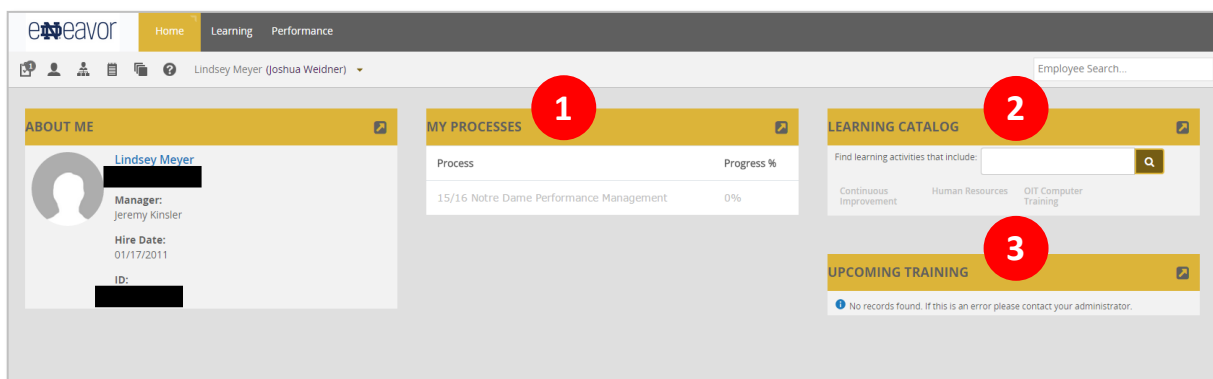 eNDeavor Home Learning Performance
1 Lindsey Meyer (Joshua Weidner) Employee Search...
ABOUT ME
Lindsey Meyer
Manager:
Jeremy Kinsler
Hire Date:
01/17/2011
ID:
1
MY PROCESSES
Process Progress %
15/16 Notre Dame Performance Management 0%
2
LEARNING CATALOG
Find learning activities that include:
Continuous Improvement
Human Resources
OIT Computer Training
3
UPCOMING TRAINING
No records found. If this is an error please contact your administrator.